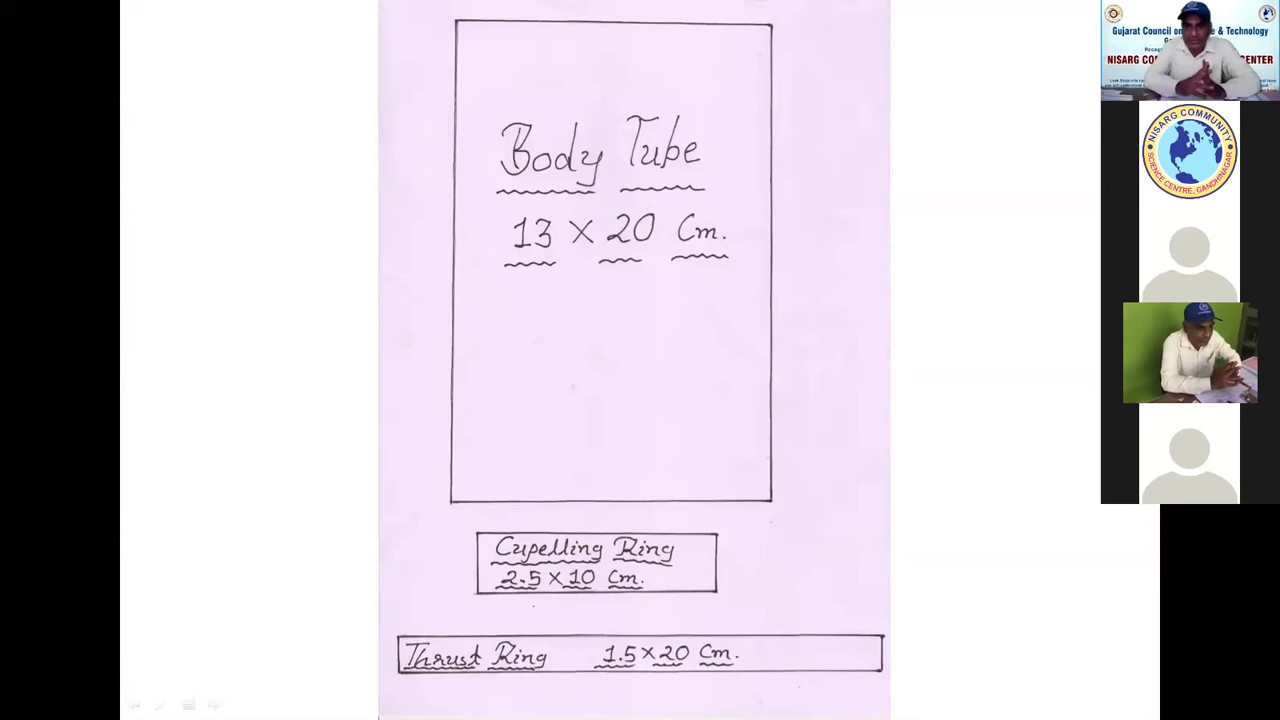 Body Tube
13 X 20 Cm.
Cupelling Ring
2.5 X 10 Cm.
Thrust Ring 1.5 X 20 Cm.
Gujarat Council on & Technology
NISARG CENTER
NISARG COMMUNITY
SCIENCE CENTRE, GANDHINAGAR